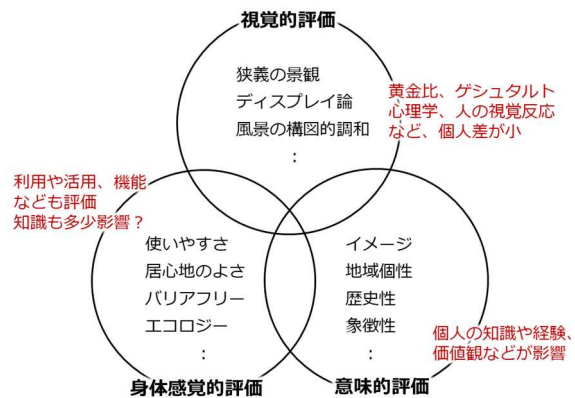 視覚的評価
狭義の景観
ディスプレイ論
風景の構図的調和
：
黄金比、ゲシュタルト
心理学、人の視覚反応
など、個人差が小
利用や活用、機能
なども評価
知識も多少影響？
使いやすさ
居心地のよさ
バリアフリー
エコロジー
：
イメージ
地域個性
歴史性
象徴性
：
個人の知識や経験、
価値観などが影響
身体感覚的評価
意味的評価